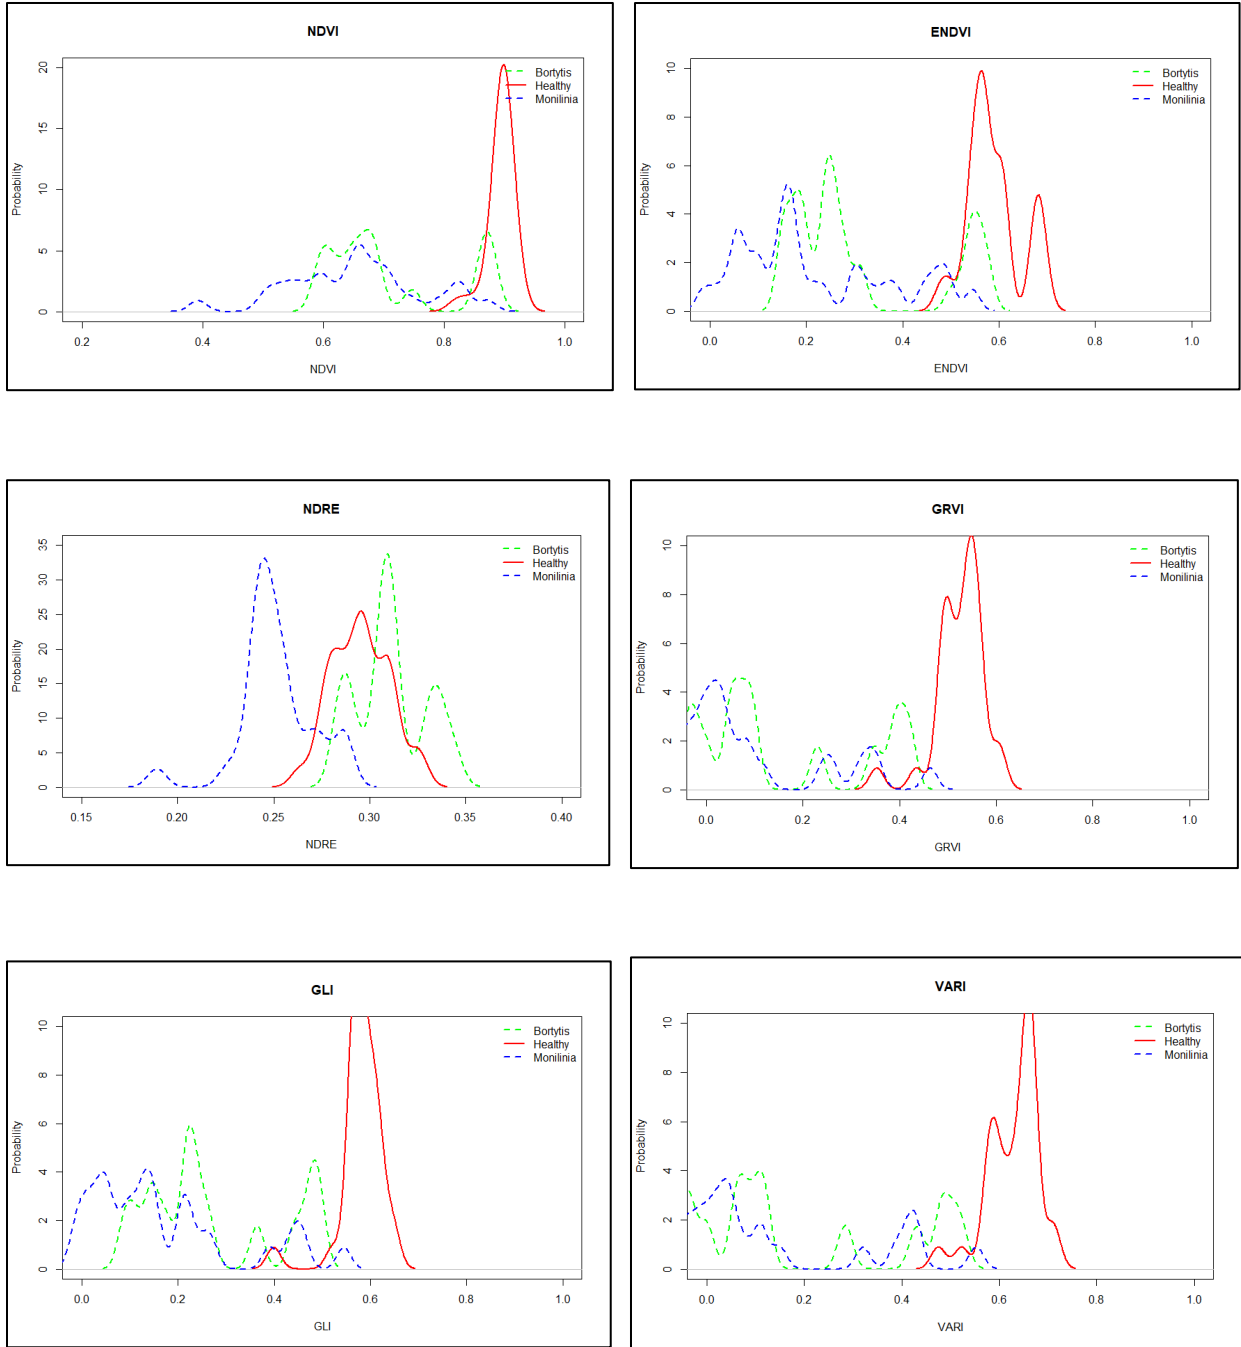 NDVI
20
15
10
5
0
Probability
Bortytis
Healthy
Monilinia
0.2 0.4 0.6 0.8 1.0
NDVI
ENDVI
10
8
6
4
2
0
Probability
Bortytis
Healthy
Monilinia
0.0 0.2 0.4 0.6 0.8 1.0
ENDVI
NDRE
35
30
25
20
15
10
5
0
Probability
Bortytis
Healthy
Monilinia
0.15 0.20 0.25 0.30 0.35 0.40
NDRE
GRVI
10
8
6
4
2
0
Probability
Bortytis
Healthy
Monilinia
0.0 0.2 0.4 0.6 0.8 1.0
GRVI
GLI
10
8
6
4
2
0
Probability
Bortytis
Healthy
Monilinia
0.0 0.2 0.4 0.6 0.8 1.0
GLI
VARI
10
8
6
4
2
0
Probability
Bortytis
Healthy
Monilinia
0.0 0.2 0.4 0.6 0.8 1.0
VARI